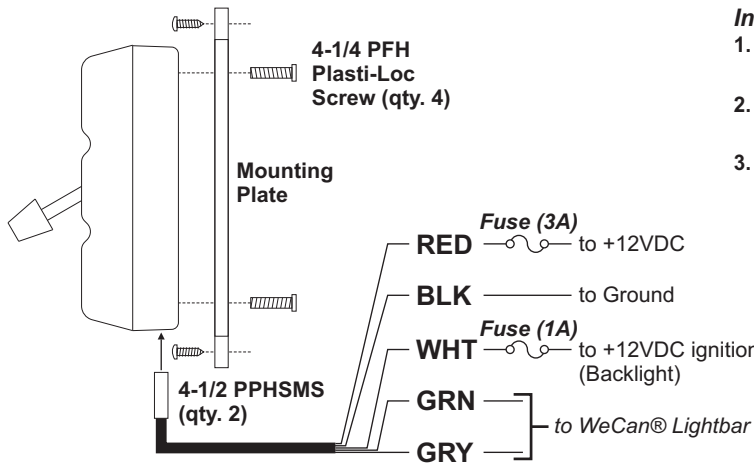 4-1/4 PFH
Plasti-Loc
Screw (qty. 4)
Mounting
Plate
4-1/2 PPHSMS
(qty. 2)
In
1.
2.
3.
RED Fuse (3A) to +12VDC
BLK to Ground
WHT Fuse (1A) to +12VDC ignition
(Backlight)
GRN
GRY
to WeCan® Lightbar